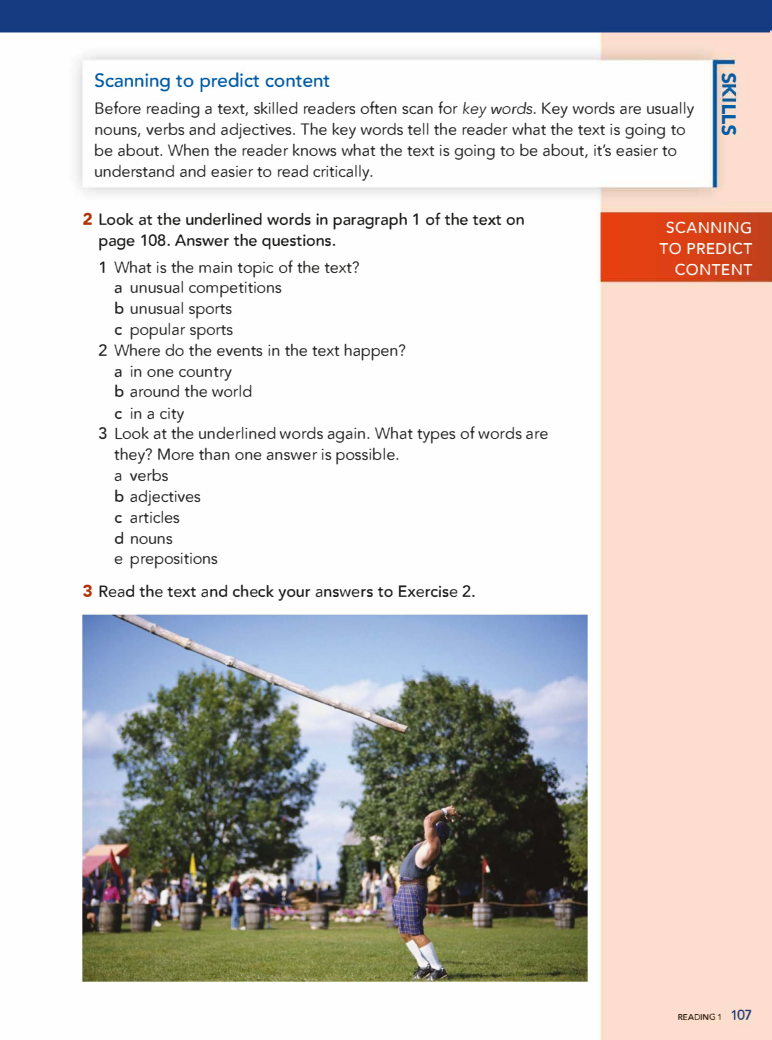 Scanning to predict content
Before reading a text, skilled readers often scan for key words. Key words are usually
nouns, verbs and adjectives. The key words tell the reader what the text is going to
be about. When the reader knows what the text is going to be about, it's easier to
understand and easier to read critically.
SKILLS
2 Look at the underlined words in paragraph 1 of the text on
page 108. Answer the questions.
SCANNING
TO PREDICT
CONTENT
1 What is the main topic of the text?
a unusual competitions
b unusual sports
c popular sports
2 Where do the events in the text happen?
a in one country
b around the world
c in a city
3 Look at the underlined words again. What types of words are
they? More than one answer is possible.
a verbs
b adjectives
c articles
d nouns
e prepositions
3 Read the text and check your answers to Exercise 2.
READING 1 107